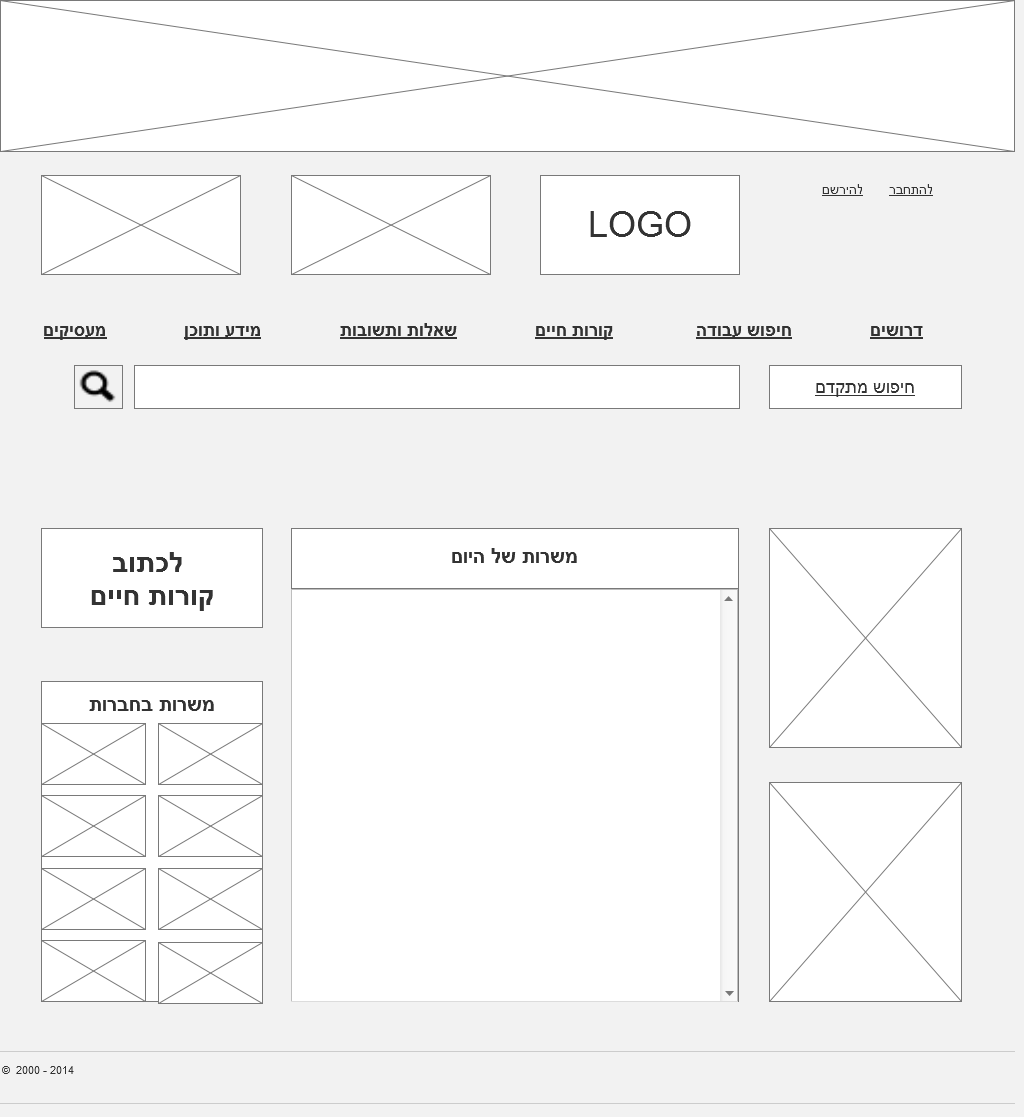 להתחבר
להירשם
LOGO
דרושים
חיפוש עבודה
קורות חיים
שאלות ותשובות
מידע ותוכן
מעסיקים
חיפוש מתקדם
משרות של היום
לכתוב
קורות חיים
משרות בחברות
© 2000 - 2014